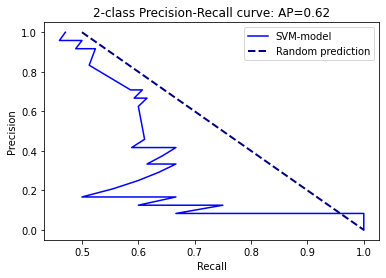 2-class Precision-Recall curve: AP=0.62
SVM-model
Random prediction
Precision
1.0
0.8
0.6
0.4
0.2
0.0
0.5 0.6 0.7 0.8 0.9 1.0
Recall